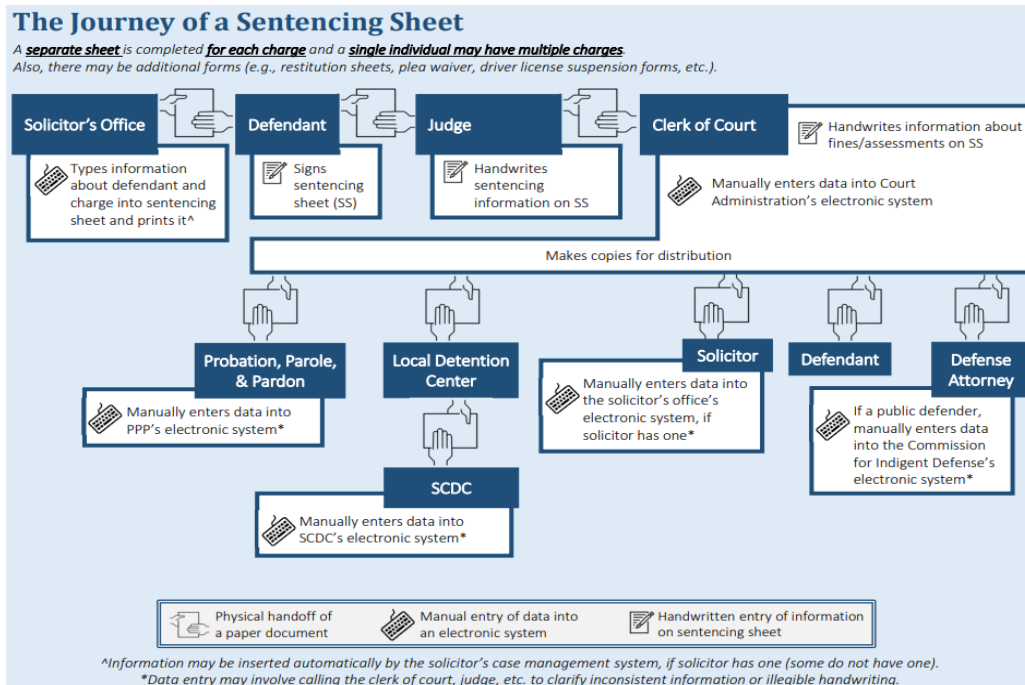 The Journey of a Sentencing Sheet
A separate sheet is completed for each charge and a single individual may have multiple charges.
Also, there may be additional forms (e.g., restitution sheets, plea waiver, driver license suspension forms, etc.).
Solicitor's Office
Types information
about defendant and
charge into sentencing
sheet and prints it^
Defendant
Signs
sentencing
sheet (SS)
Judge
Handwrites
sentencing
information on SS
Clerk of Court
Handwrites information about
fines/assessments on SS
Manually enters data into Court
Administration's electronic system
Makes copies for distribution
Probation, Parole,
& Pardon
Manually enters data into
PPP's electronic system*
Local Detention
Center
SCDC
Manually enters data into
SCDC's electronic system*
Solicitor
Manually enters data into
the solicitor's office's
electronic system, if
solicitor has one*
Defendant
Defense
Attorney
If a public defender,
manually enters data
into the Commission
for Indigent Defense's
electronic system*
Physical handoff of
a paper document
Manual entry of data into
an electronic system
Handwritten entry of information
on sentencing sheet
^Information may be inserted automatically by the solicitor's case management system, if solicitor has one (some do not have one).
*Data entry may involve calling the clerk of court, judge, etc. to clarify inconsistent information or illegible handwriting.